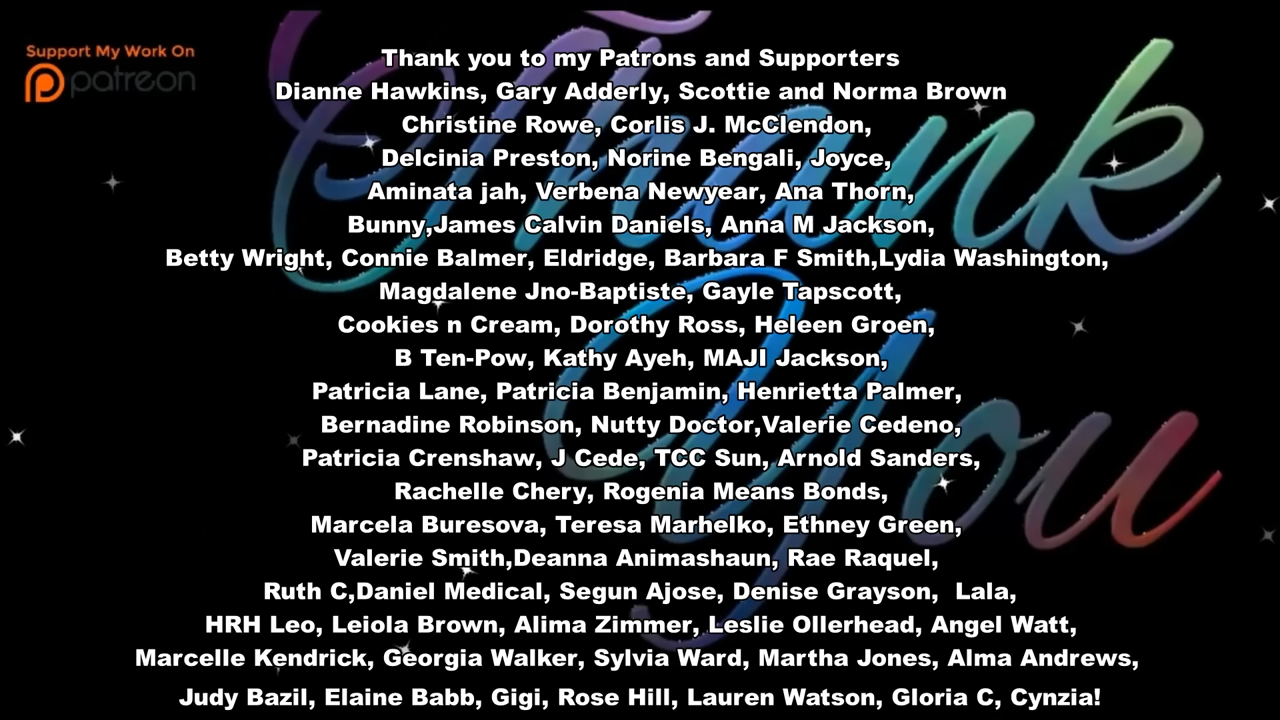 Support My Work On
patreon
Thank you to my Patrons and Supporters
Dianne Hawkins, Gary Adderly, Scottie and Norma Brown
Christine Rowe, Corlis J. McClendon,
Delcinia Preston, Norine Bengali, Joyce,
Aminata jah, Verbena Newyear, Ana Thorn,
Bunny,James Calvin Daniels, Anna M Jackson,
Betty Wright, Connie Balmer, Eldridge, Barbara F Smith,Lydia Washington,
Magdalene Jno-Baptiste, Gayle Tapscott,
Cookies n Cream, Dorothy Ross, Heleen Groen,
B Ten-Pow, Kathy Ayeh, MAJI Jackson,
Patricia Lane, Patricia Benjamin, Henrietta Palmer,
Bernadine Robinson, Nutty Doctor,Valerie Cedeno,
Patricia Crenshaw, J Cede, TCC Sun, Arnold Sanders,
Rachelle Chery, Rogenia Means Bonds,
Marcela Buresova, Teresa Marhelko, Ethney Green,
Valerie Smith,Deanna Animashaun, Rae Raquel,
Ruth C,Daniel Medical, Segun Ajose, Denise Grayson,  Lala,
HRH Leo, Leiola Brown, Alima Zimmer, Leslie Ollerhead, Angel Watt,
Marcelle Kendrick, Georgia Walker, Sylvia Ward, Martha Jones, Alma Andrews,
Judy Bazil, Elaine Babb, Gigi, Rose Hill, Lauren Watson, Gloria C, Cynzia!
Thank
You